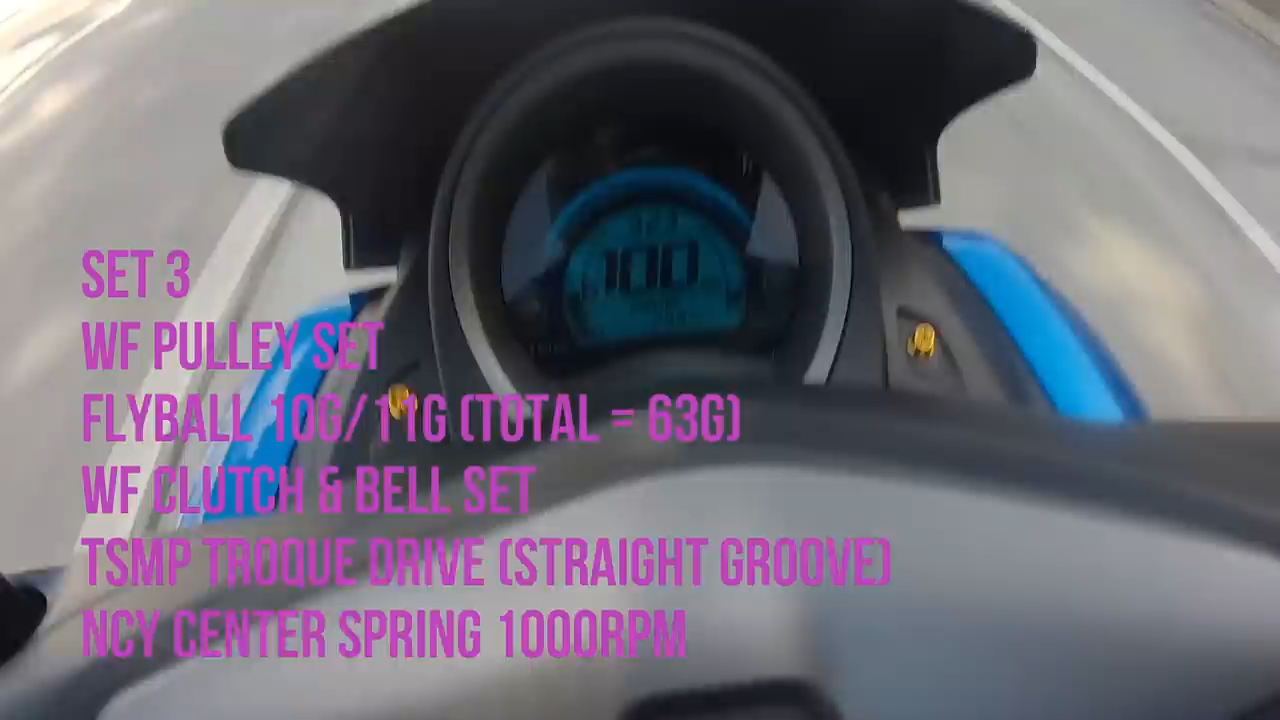 100
SET 3
WF PULLEY SET
FLYBALL 10G/11G (TOTAL = 63G)
WF CLUTCH & BELL SET
TSMP TROQUE DRIVE (STRAIGHT GROOVE)
NCY CENTER SPRING 1000RPM